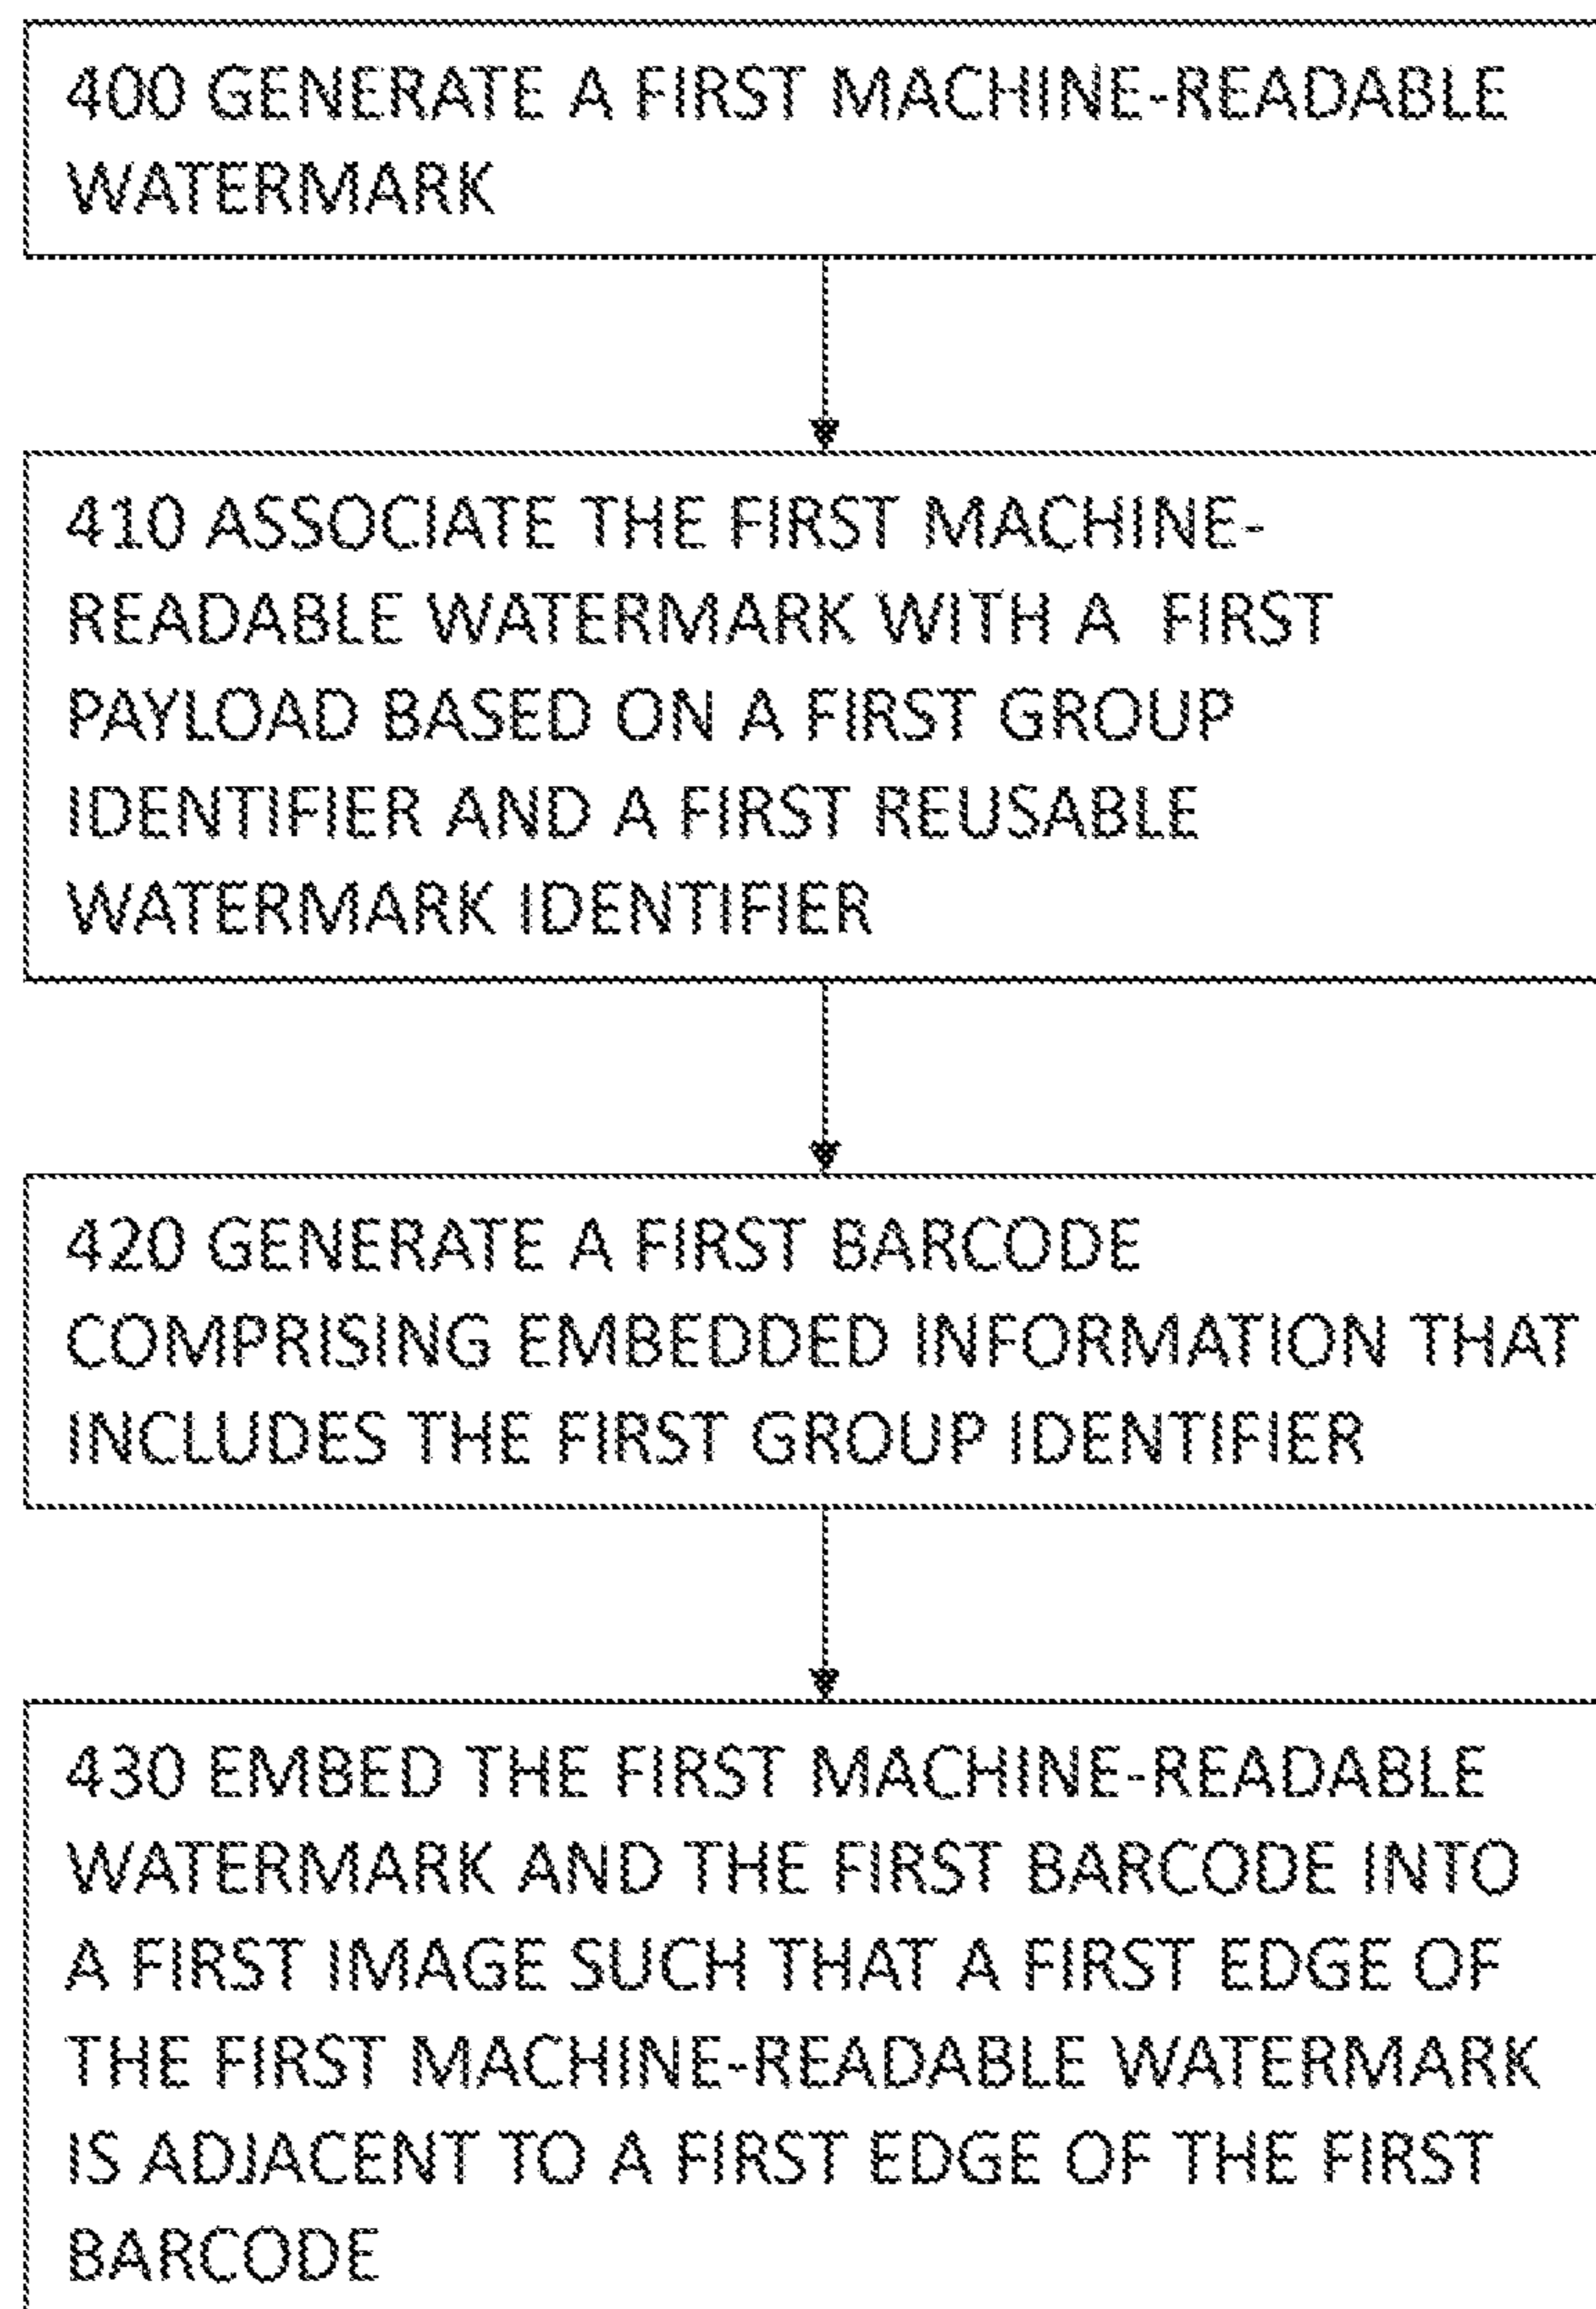 400 GENERATE A FIRST MACHINE-READABLE
WATERMARK
410 ASSOCIATE THE FIRST MACHINE-
READABLE WATERMARK WITH A FIRST
PAYLOAD BASED ON A FIRST GROUP
IDENTIFIER AND A FIRST REUSABLE
WATERMARK IDENTIFIER
420 GENERATE A FIRST BARCODE
COMPRISING EMBEDDED INFORMATION THAT
INCLUDES THE FIRST GROUP IDENTIFIER
430 EMBED THE FIRST MACHINE-READABLE
WATERMARK AND THE FIRST BARCODE INTO
A FIRST IMAGE SUCH THAT A FIRST EDGE OF
THE FIRST MACHINE-READABLE WATERMARK
IS ADJACENT TO A FIRST EDGE OF THE FIRST
BARCODE